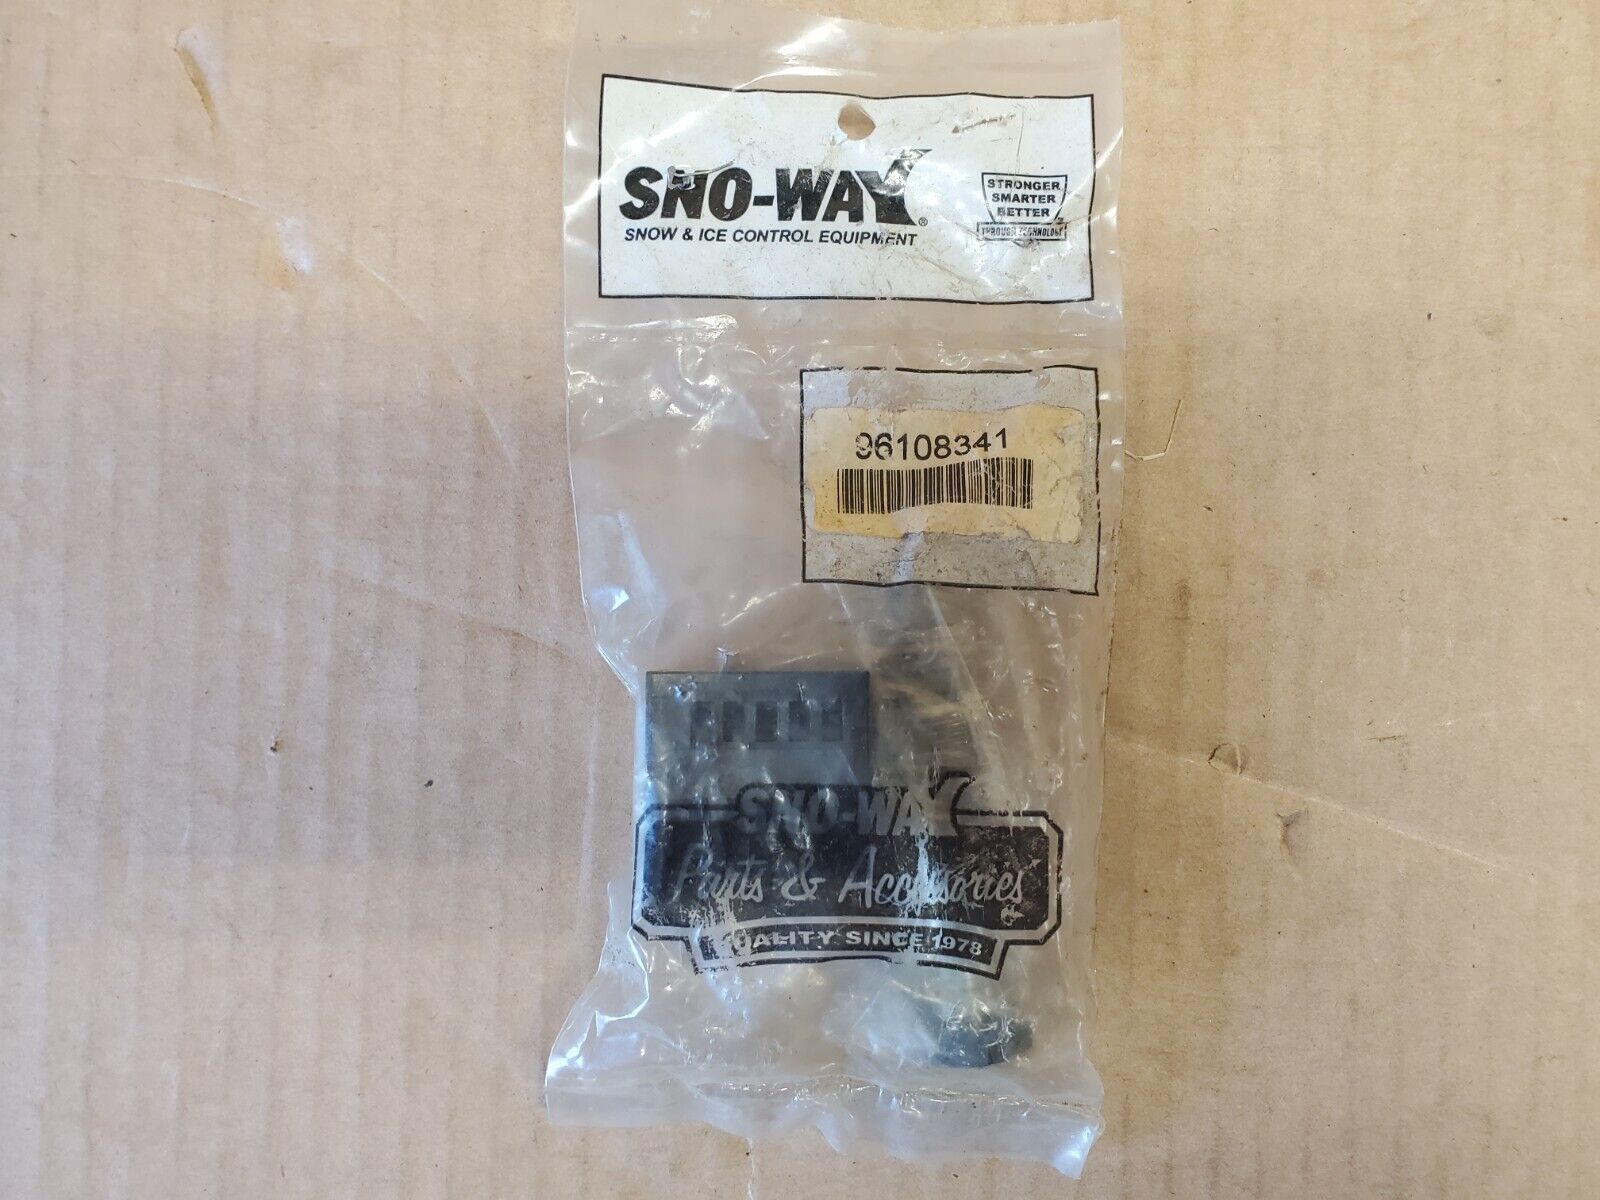 SNO-WAY®
SNOW & ICE CONTROL EQUIPMENT
STRONGER
SMARTER
BETTER
THROUGH TECHNOLOGY
96108341
SNO-WAY
Parts & Accessories
QUALITY SINCE 1978